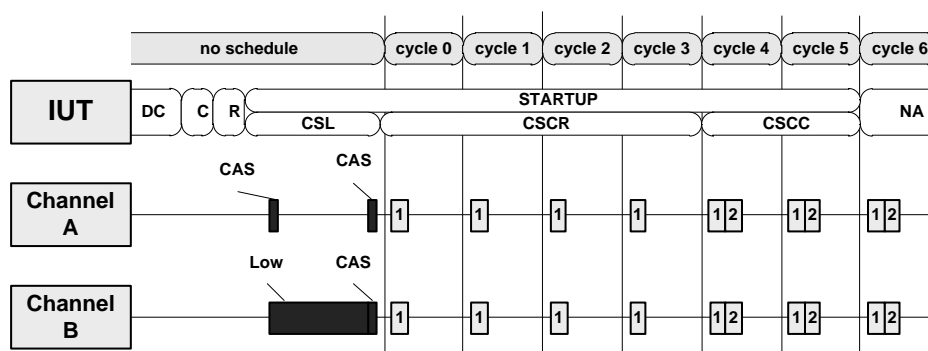 no schedule cycle 0 cycle 1 cycle 2 cycle 3 cycle 4 cycle 5 cycle 6
IUT DC C R STARTUP NA
CSL CSCR CSCC
CAS CAS
Channel A 1 1 1 1 1 2 1 2 1 2
Low CAS
Channel B 1 1 1 1 1 2 1 2 1 2